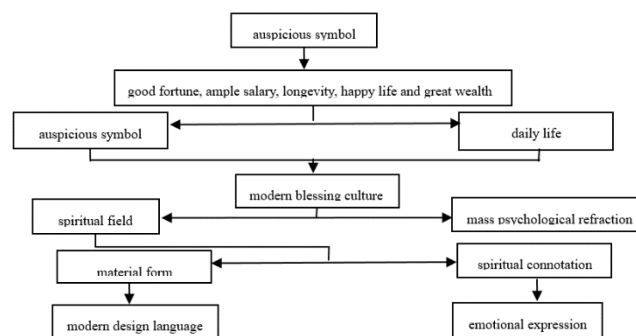 auspicious symbol
good fortune, ample salary, longevity, happy life and great wealth
auspicious symbol
daily life
modern blessing culture
spiritual field
mass psychological refraction
material form
spiritual connotation
modern design language
emotional expression